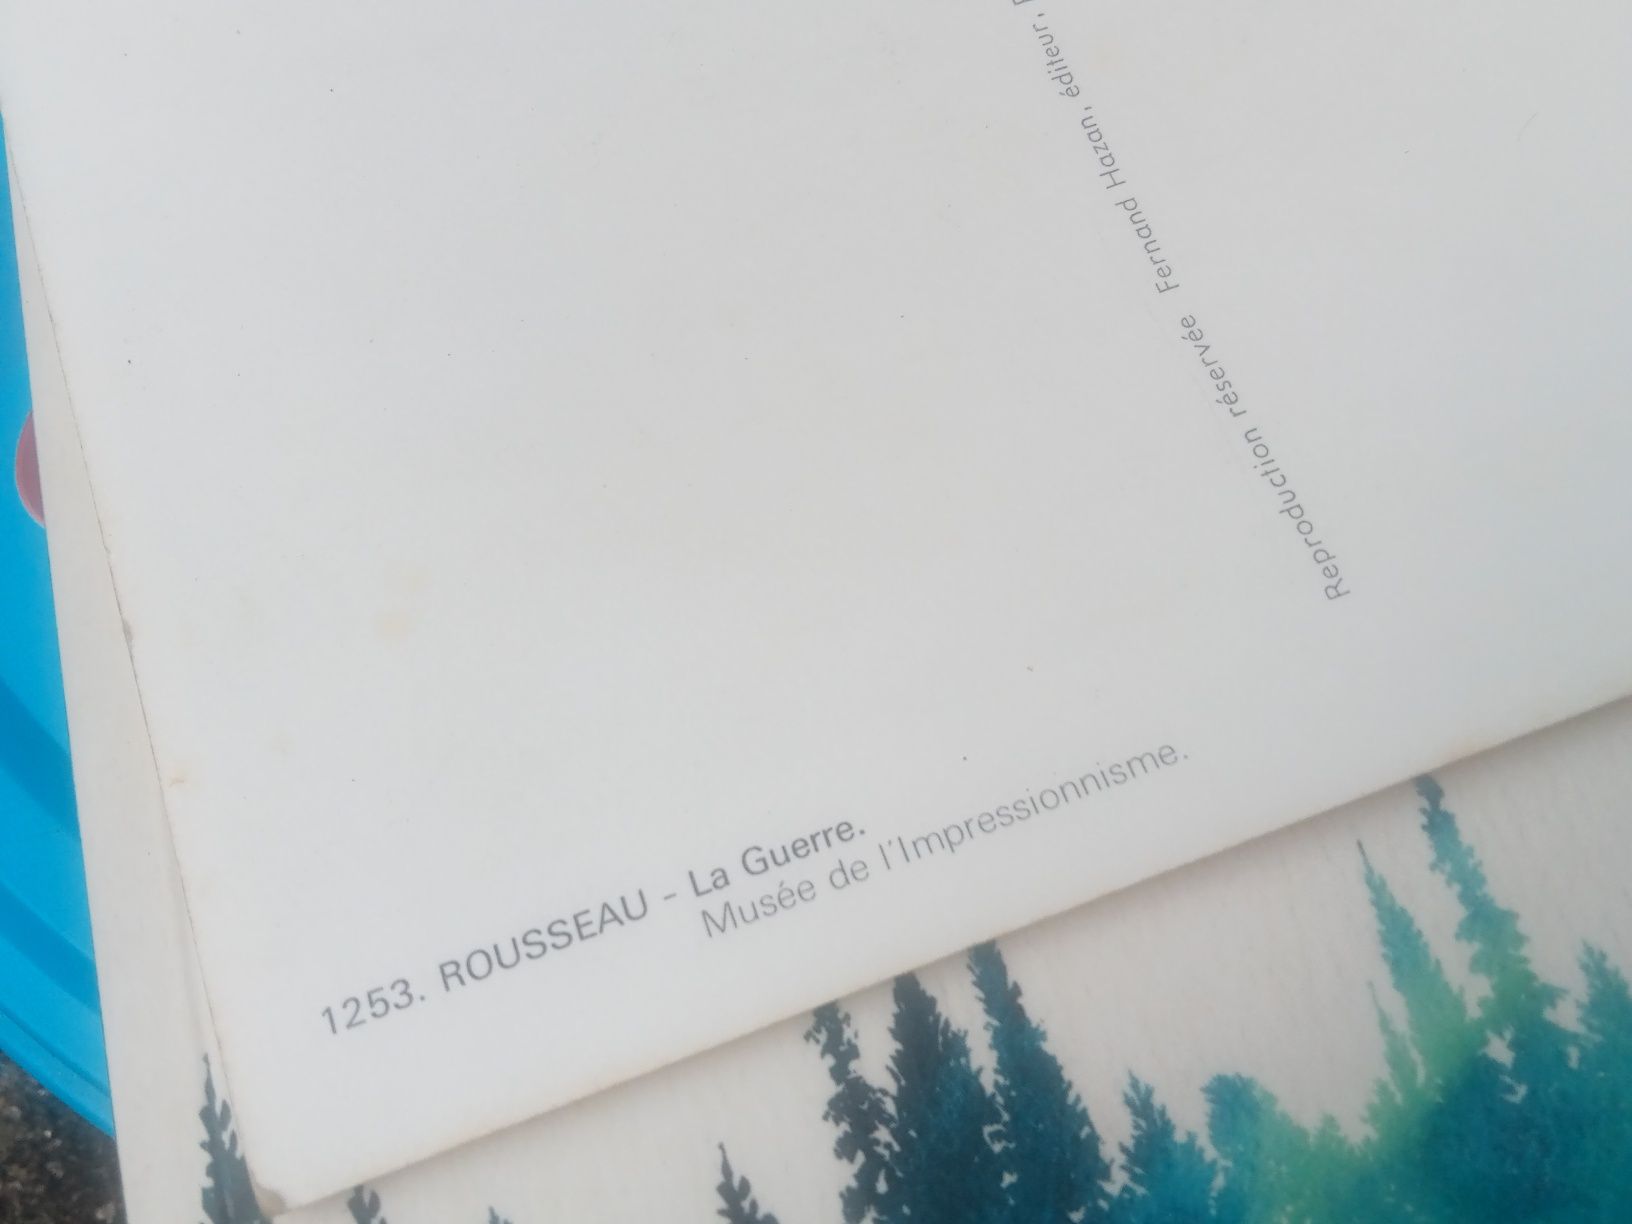 1253. ROUSSEAU - La Guerre.
Musée de l'Impressionnisme.
Reproduction réservée Fernand Hazan, éditeur,